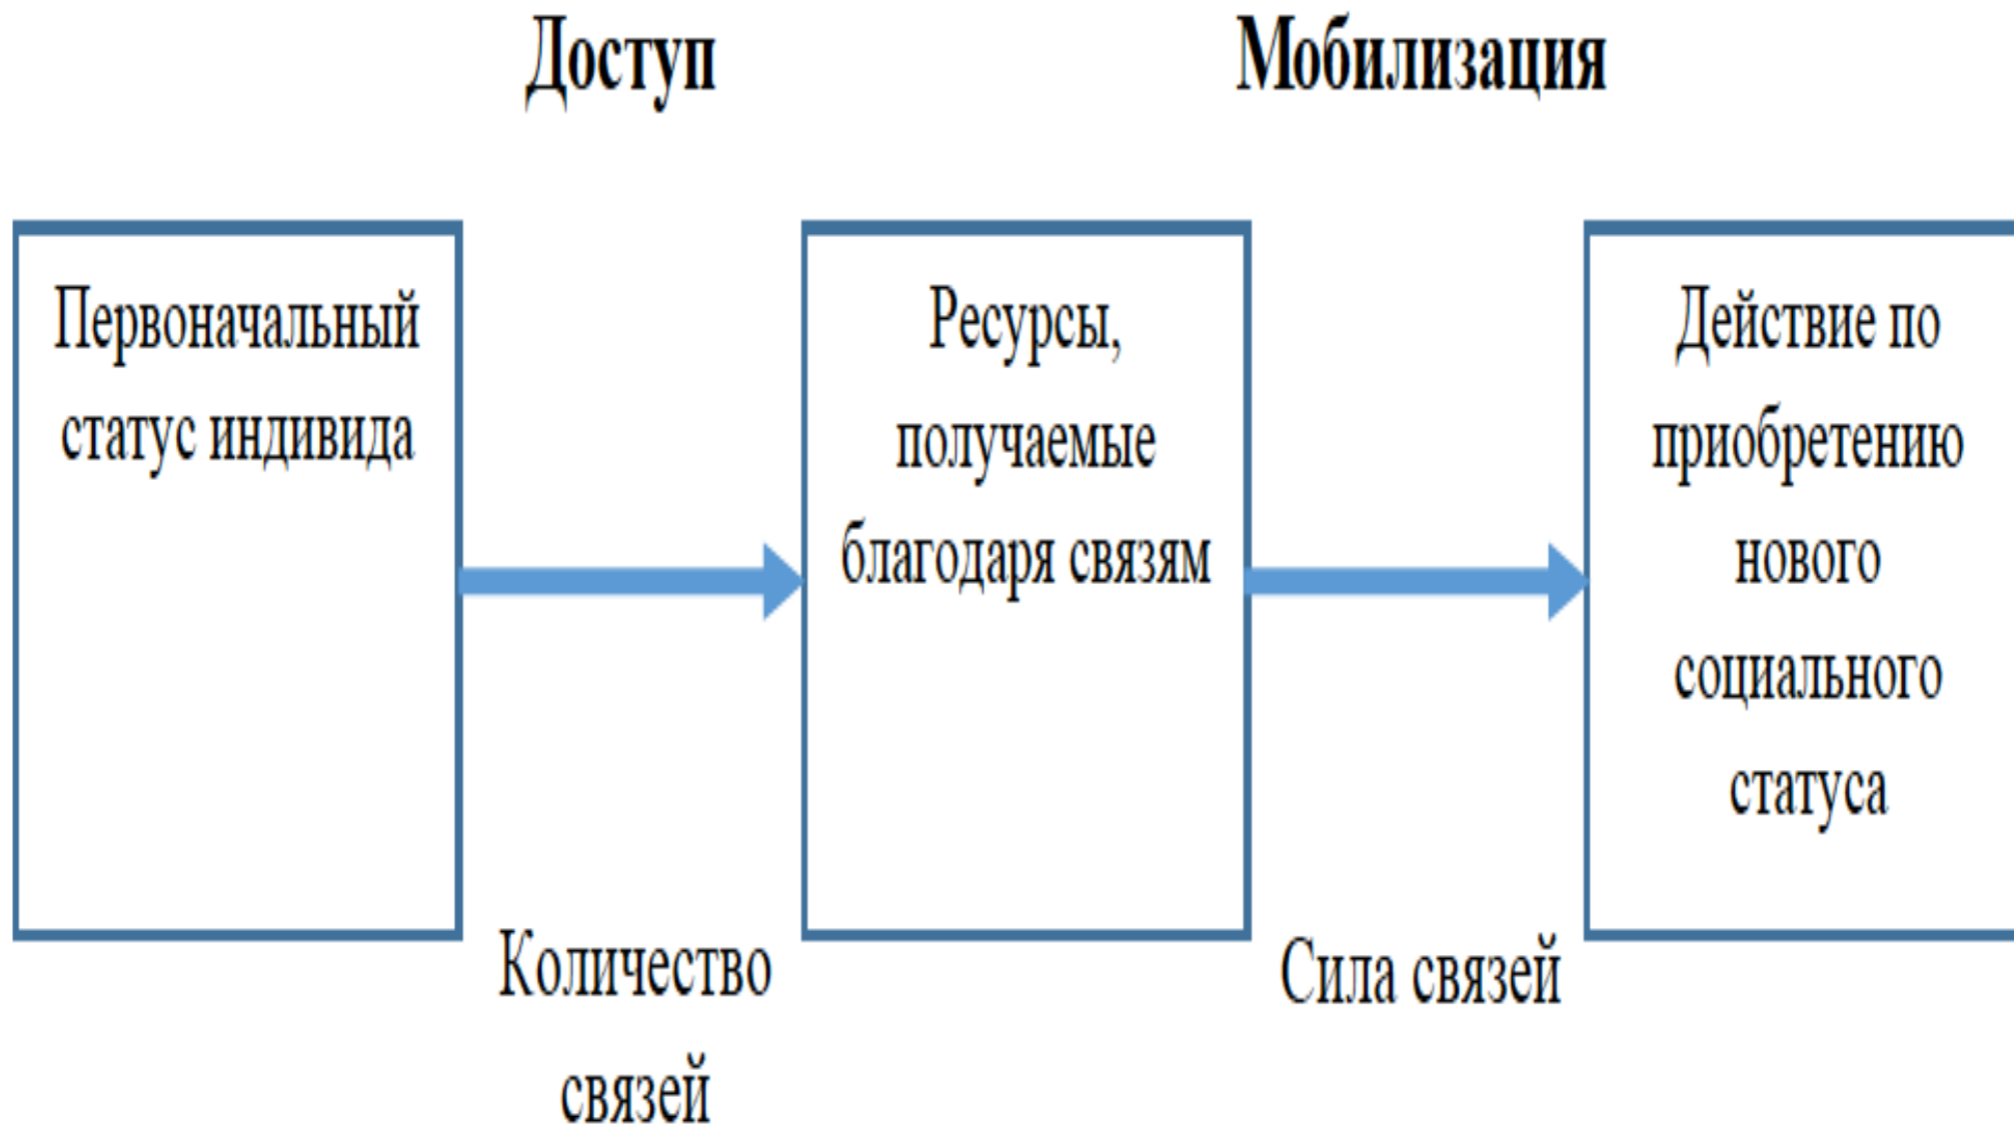 Доступ
Мобилизация
Первоначальный
статус индивида
Ресурсы,
получаемые
благодаря связям
Действие по
приобретению
нового
социального
статуса
Количество
связей
Сила связей